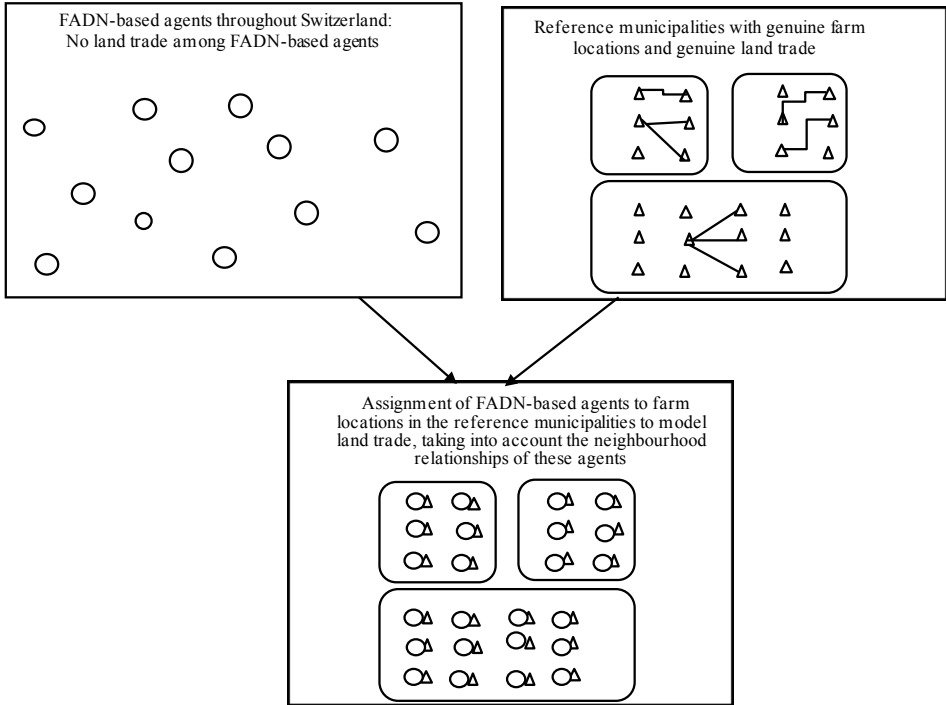 FADN-based agents throughout Switzerland:
No land trade among FADN-based agents
Reference municipalities with genuine farm
locations and genuine land trade
Assignment of FADN-based agents to farm
locations in the reference municipalities to model
land trade, taking into account the neighbourhood
relationships of these agents